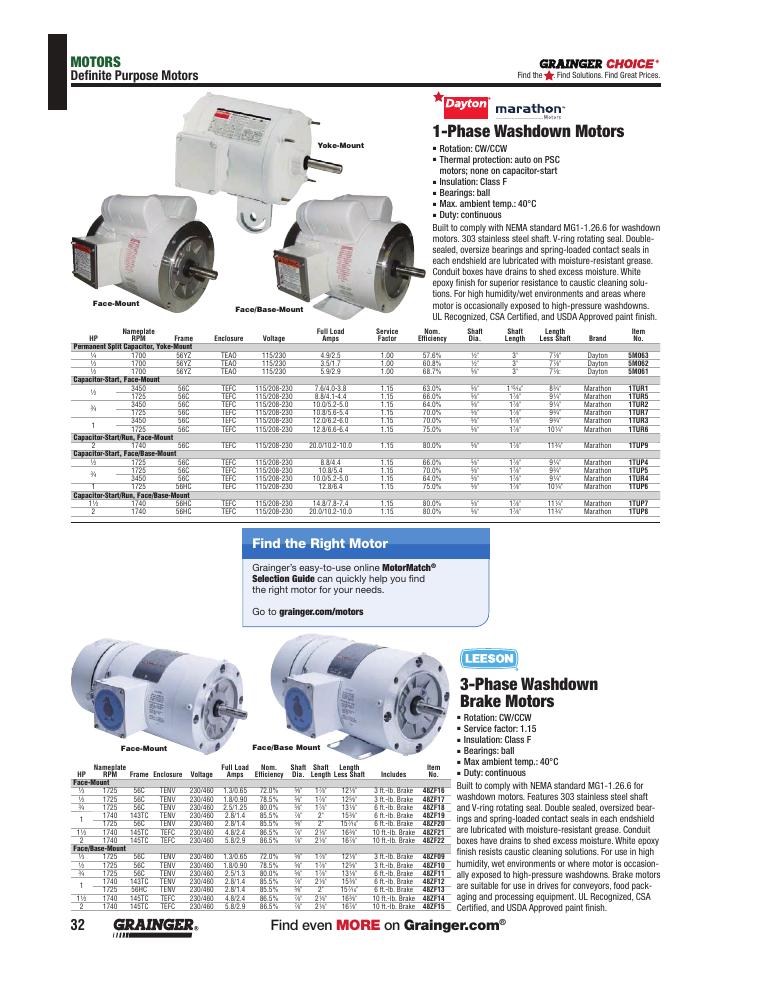 MOTORS
Definite Purpose Motors
GRAINGER CHOICE
Find the ★. Find Solutions. Find Great Prices.
Dayton
marathon™
Motors
1-Phase Washdown Motors
▪ Rotation: CW/CCW
▪ Thermal protection: auto on PSC
motors; none on capacitor-start
▪ Insulation: Class F
▪ Bearings: ball
▪ Max. ambient temp.: 40°C
▪ Duty: continuous
Built to comply with NEMA standard MG1-1.26.6 for washdown
motors. 303 stainless steel shaft. V-ring rotating seal. Double-
sealed, oversize bearings and spring-loaded contact seals in
each endshield are lubricated with moisture-resistant grease.
Conduit boxes have drains to shed excess moisture. White
epoxy finish for superior resistance to caustic cleaning solu-
tions. For high humidity/wet environments and areas where
motor is occasionally exposed to high-pressure washdowns.
UL Recognized, CSA Certified, and USDA Approved paint finish.
Yoke-Mount
Face-Mount
Face/Base-Mount
HP Nameplate RPM Frame Enclosure Voltage Full Load Amps Service Factor Nom. Efficiency Shaft Dia. Shaft Length Length Less Shaft Brand Item No.
Permanent Split Capacitor, Yoke-Mount
1700 56YZ TEAO 115/230 4.9/2.5 1.00 57.6% ½" 3" 7⅛" Dayton 5M063
⅓ 1700 56YZ TEAO 115/230 3.5/1.7 1.00 60.8% ½" 3" 7⅛" Dayton 5M062
½ 1700 56YZ TEAO 115/230 5.9/2.9 1.00 68.7% ⅝" 3" Dayton 5M061
Capacitor-Start, Face-Mount
½ 3450 56C TEFC 115/208-230 7.6/4.0-3.8 1.15 63.0% ⅝" 8¾" Marathon 1TUR1
1725 56C TEFC 115/208-230 8.8/4.1-4.4 1.15 66.0% ⅝" 1⅞" 9¼" Marathon 1TUR5
¾ 3450 56C TEFC 115/208-230 10.0/5.2-5.0 1.15 64.0% ⅝" 1⅞" 9¼" Marathon 1TUR2
1725 56C TEFC 115/208-230 10.8/5.6-5.4 1.15 70.0% ⅝" 1⅞" 9¾" Marathon 1TUR7
1 3450 56C TEFC 115/208-230 12.0/6.2-6.0 1.15 70.0% ⅝" 1⅞" 9¾" Marathon 1TUR3
1725 56C TEFC 115/208-230 12.8/6.6-6.4 1.15 75.0% ⅝" 1⅞" 10¼" Marathon 1TUR6
Capacitor-Start/Run, Face-Mount
2 1740 56C TEFC 115/208-230 20.0/10.2-10.0 1.15 80.0% ⅝" 1⅞" 11¾" Marathon 1TUP9
Capacitor-Start, Face/Base-Mount
½ 1725 56C TEFC 115/208-230 8.8/4.4 1.15 66.0% ⅝" 1⅞" 9¼" Marathon 1TUP4
¾ 1725 56C TEFC 115/208-230 10.8/5.4 1.15 70.0% ⅝" 1⅞" 9¾" Marathon 1TUP5
3450 56C TEFC 115/208-230 10.0/5.2-5.0 1.15 64.0% ⅝" 1⅞" 9¼" Marathon 1TUR4
1 1725 56HC TEFC 115/208-230 12.8/6.4 1.15 75.0% ⅝" 1⅞" 10¼" Marathon 1TUP6
Capacitor-Start/Run, Face/Base-Mount
1½ 1740 56HC TEFC 115/208-230 14.8/7.8-7.4 1.15 80.0% ⅝" 1⅞" 11¼" Marathon 1TUP7
2 1740 56HC TEFC 115/208-230 20.0/10.2-10.0 1.15 80.0% ⅝" 1⅞" 11¾" Marathon 1TUP8
Find the Right Motor
Grainger's easy-to-use online MotorMatch®
Selection Guide can quickly help you find
the right motor for your needs.
Go to grainger.com/motors
Face-Mount
Face/Base Mount
LEESON
3-Phase Washdown
Brake Motors
▪ Rotation: CW/CCW
▪ Service factor: 1.15
▪ Insulation: Class F
▪ Bearings: ball
▪ Max ambient temp.: 40°C
▪ Duty: continuous
Built to comply with NEMA standard MG1-1.26.6 for
washdown motors. Features 303 stainless steel shaft
and V-ring rotating seal. Double sealed, oversized bear-
ings and spring-loaded contact seals in each endshield
are lubricated with moisture-resistant grease. Conduit
boxes have drains to shed excess moisture. White epoxy
finish resists caustic cleaning solutions. For use in high
humidity, wet environments or where motor is occasion-
ally exposed to high-pressure washdowns. Brake motors
are suitable for use in drives for conveyors, food pack-
aging and processing equipment. UL Recognized, CSA
Certified, and USDA Approved paint finish.
HP Nameplate RPM Frame Enclosure Voltage Full Load Amps Nom. Efficiency Shaft Dia. Shaft Length Length Less Shaft Includes Item No.
Face-Mount
⅓ 1725 56C TENV 230/460 1.3/0.65 72.0% ⅝" 12⅛" 3 ft.-lb. Brake 48ZF16
½ 1725 56C TENV 230/460 1.8/0.90 78.5% ⅝" 12⅛" 3 ft.-lb. Brake 48ZF17
¾ 1725 56C TENV 230/460 2.5/1.25 80.0% ⅝" 6 ft.-lb. Brake 48ZF18
1 1740 143TC TENV 230/460 2.8/1.4 85.5% ⅞" 2" 6 ft.-lb. Brake 48ZF19
1725 56C TENV 230/460 2.8/1.4 85.5% ⅝" 6 ft.-lb. Brake 48ZF20
1½ 1740 145TC TEFC 230/460 4.8/2.4 86.5% ⅞" 2⅛" 10 ft.-lb. Brake 48ZF21
2 1740 145TC TEFC 230/460 5.8/2.9 86.5% ⅞" 2⅛" 10 ft.-lb. Brake 48ZF22
Face/Base-Mount
⅓ 1725 56C TENV 230/460 1.3/0.65 72.0% ⅝" 12⅛" 3 ft.-lb. Brake 48ZF09
½ 1725 56C TENV 230/460 1.8/0.90 78.5% ⅝" 12⅛" 3 ft.-lb. Brake 48ZF10
¾ 1725 56C TENV 230/460 2.5/1.3 80.0% ⅝" 6 ft.-lb. Brake 48ZF11
1 1740 143TC TENV 230/460 2.8/1.4 85.5% ⅞" 6 ft.-lb. Brake 48ZF12
1725 56HC TENV 230/460 2.8/1.4 85.5% ⅝" 2" 6 ft.-lb. Brake 48ZF13
1½ 1740 145TC TEFC 230/460 4.8/2.4 86.5% ⅞" 2⅛" 10 ft.-lb. Brake 48ZF14
2 1740 145TC TEFC 230/460 5.8/2.9 86.5% ⅞" 2⅛" 10 ft.-lb. Brake 48ZF15
32
GRAINGER®
Find even MORE on Grainger.com®